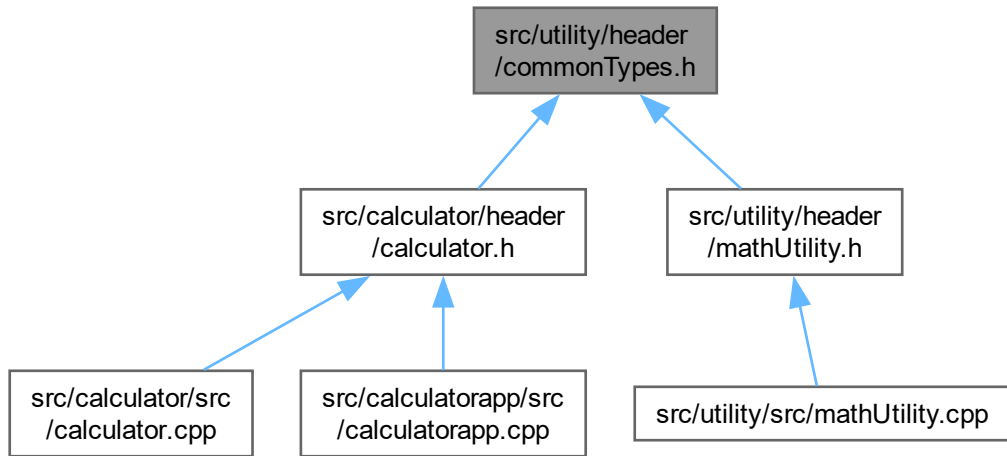 src/utility/header
/commonTypes.h
src/calculator/header
/calculator.h
src/utility/header
/mathUtility.h
src/calculator/src
/calculator.cpp
src/calculatorapp/src
/calculatorapp.cpp
src/utility/src/mathUtility.cpp